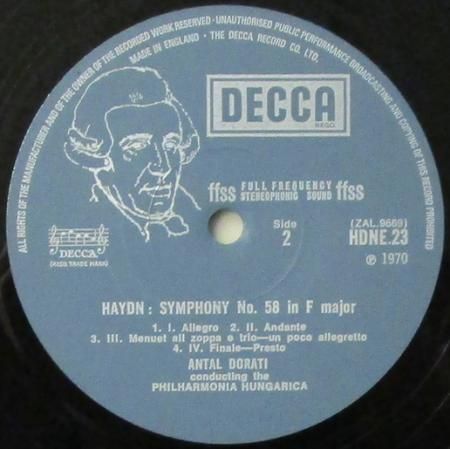 ALL RIGHTS OF THE MANUFACTURER AND OF THE OWNER OF THE RECORDED WORK RESERVED · UNAUTHORISED PUBLIC PERFORMANCE BROADCASTING AND COPYING OF THIS RECORD PROHIBITED
MADE IN ENGLAND · THE DECCA RECORD CO. LTD.
DECCA
REGD.
ffss FULL FREQUENCY STEREOPHONIC SOUND ffss
DECCA
(REGD. TRADE MARK)
Side
2
(ZAL.9669)
HDNE.23
℗ 1970
HAYDN : SYMPHONY No. 58 in F major
1. I. Allegro 2. II. Andante
3. III. Menuet all zoppa e trio—un poco allegretto
4. IV. Finale—Presto
ANTAL DORATI
conducting the
PHILHARMONIA HUNGARICA